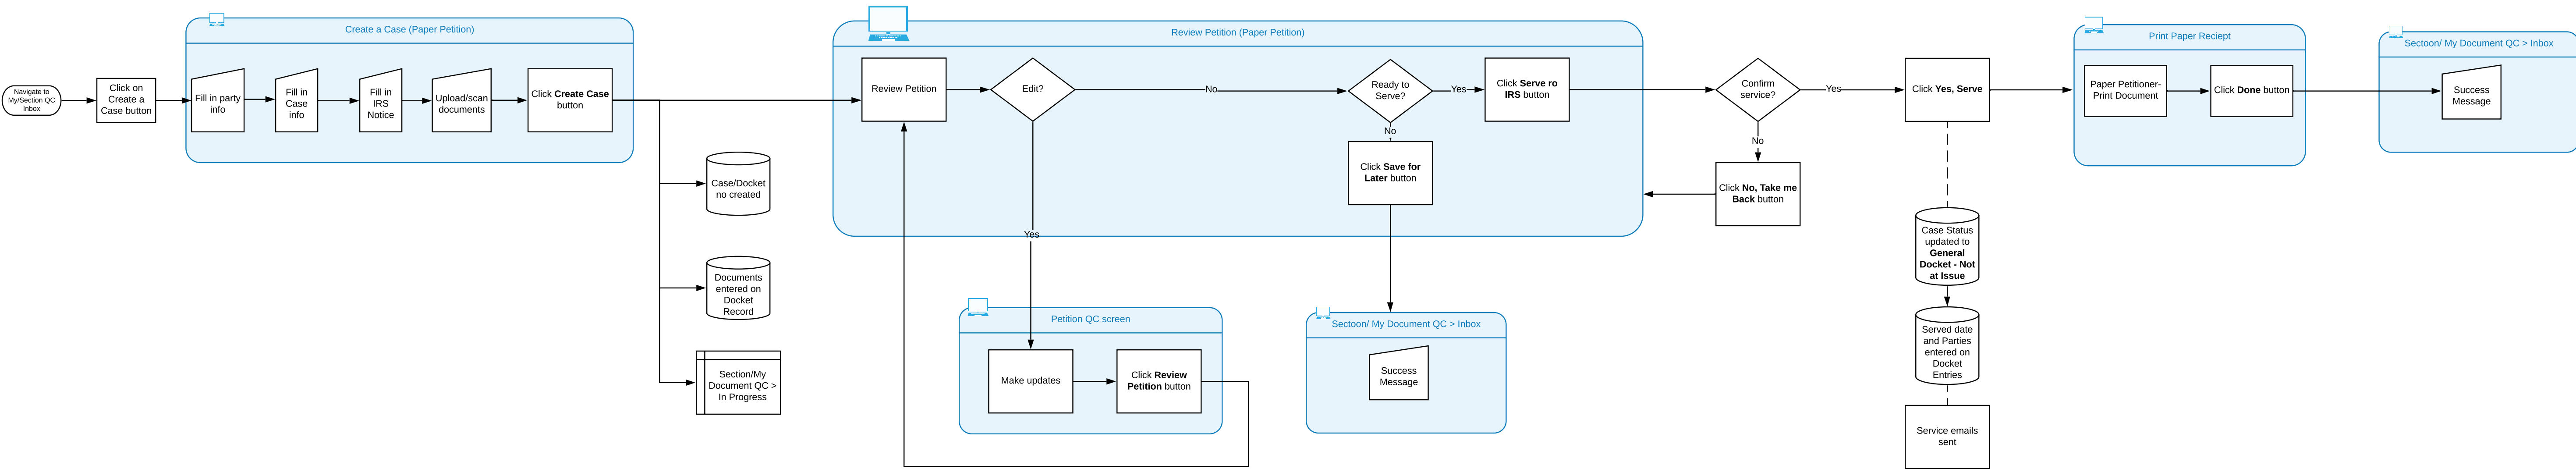 Navigate to
My/Section QC
Inbox
Click on
Create a
Case button
Create a Case (Paper Petition)
Fill in party
info
Fill in
Case
info
Fill in
IRS
Notice
Upload/scan
documents
Click Create Case
button
Case/Docket
no created
Documents
entered on
Docket
Record
Section/My
Document QC >
In Progress
Review Petition (Paper Petition)
Review Petition
Edit?
No
Yes
Ready to
Serve?
Yes
No
Click Serve ro
IRS button
Click Save for
Later button
Petition QC screen
Make updates
Click Review
Petition button
Sectoon/ My Document QC > Inbox
Success
Message
Confirm
service?
Yes
No
Click No, Take me
Back button
Click Yes, Serve
Case Status
updated to
General
Docket - Not
at Issue
Served date
and Parties
entered on
Docket
Entries
Service emails
sent
Print Paper Reciept
Paper Petitioner-
Print Document
Click Done button
Sectoon/ My Document QC > Inbox
Success
Message